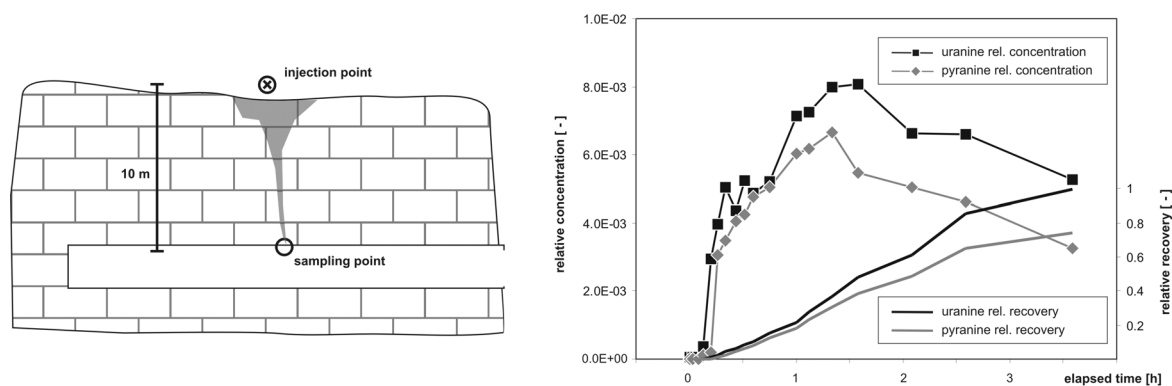 injection point
10 m
sampling point
relative concentration [ - ]
1.0E-02
8.0E-03
6.0E-03
4.0E-03
2.0E-03
0.0E+00
uranine rel. concentration
pyranine rel. concentration
uranine rel. recovery
pyranine rel. recovery
1
0.8
0.6
0.4
0.2
relative recovery [ - ]
0
1
2
3
elapsed time [h]